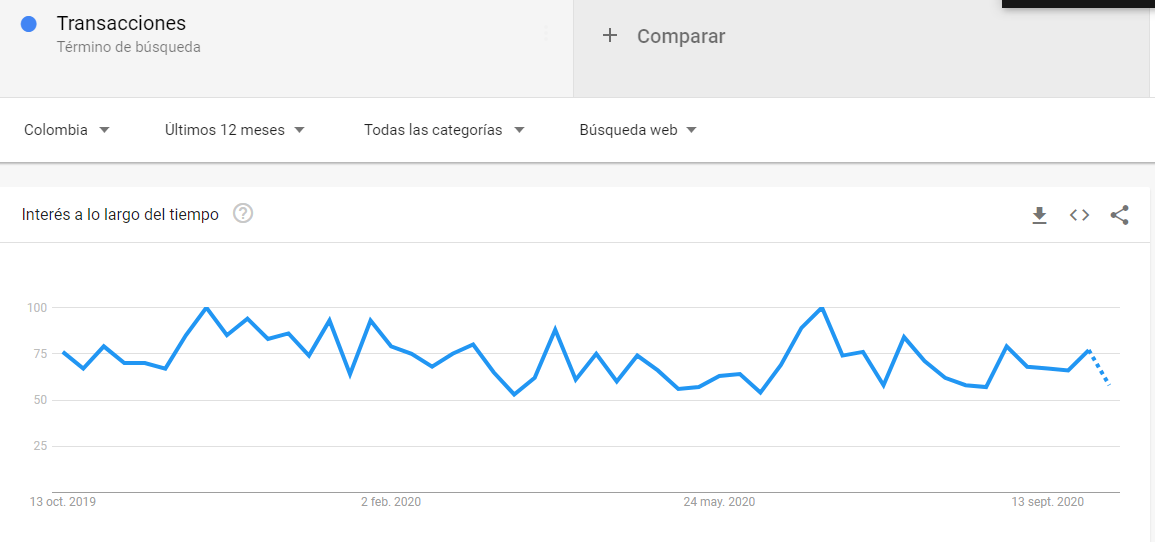 Transacciones
Término de búsqueda
+ Comparar
Colombia
Últimos 12 meses
Todas las categorías
Búsqueda web
Interés a lo largo del tiempo
?
100
75
50
25
13 oct. 2019
2 feb. 2020
24 may. 2020
13 sept. 2020